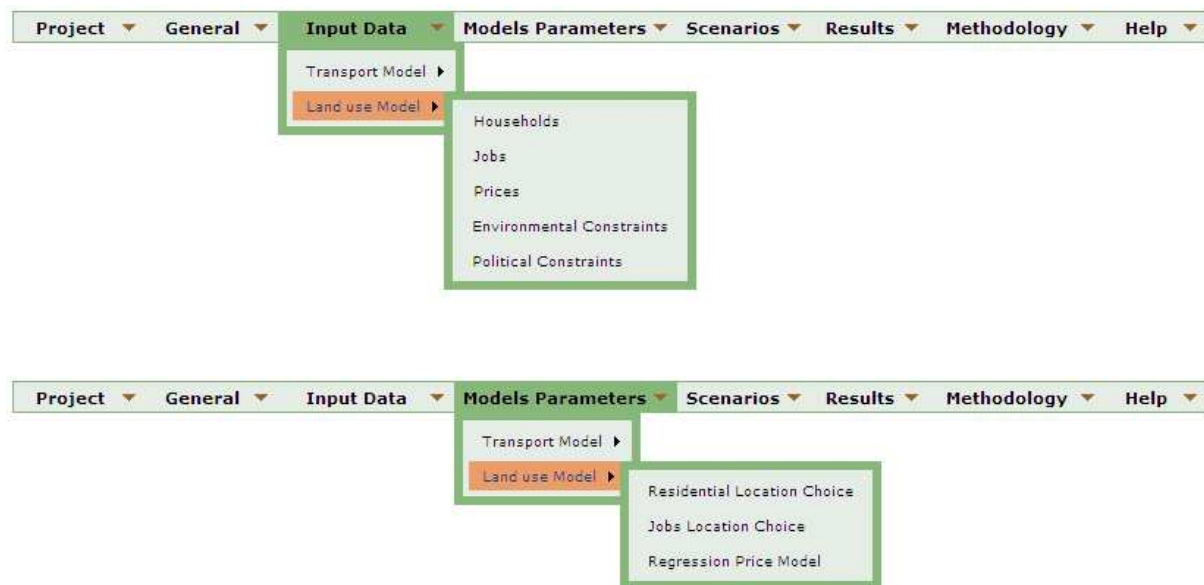 Project General Input Data Models Parameters Scenarios Results Methodology Help
Transport Model
Land use Model
Households
Jobs
Prices
Environmental Constraints
Political Constraints
Project General Input Data Models Parameters Scenarios Results Methodology Help
Transport Model
Land use Model
Residential Location Choice
Jobs Location Choice
Regression Price Model